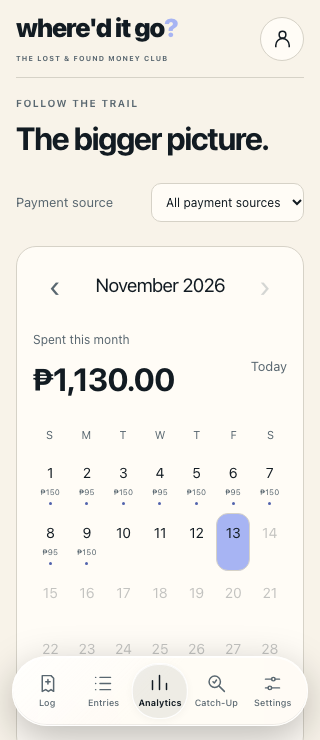 where'd it go?
THE LOST & FOUND MONEY CLUB
FOLLOW THE TRAIL
The bigger picture.
Payment source
All payment sources
‹ November 2026 ›
Spent this month
₱1,130.00
Today
S M T W T F S
1 2 3 4 5 6 7
₱150 ₱95 ₱150 ₱95 ₱150 ₱95 ₱150
8 9 10 11 12 13 14
₱95 ₱150
15 16 17 18 19 20 21
22 23 24 25 26 27 28
Log Entries Analytics Catch-Up Settings